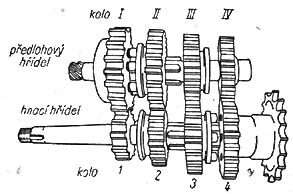 kolo I II III IV
předlohový
hřídel
hnací hřídel
1 2 3 4
kolo